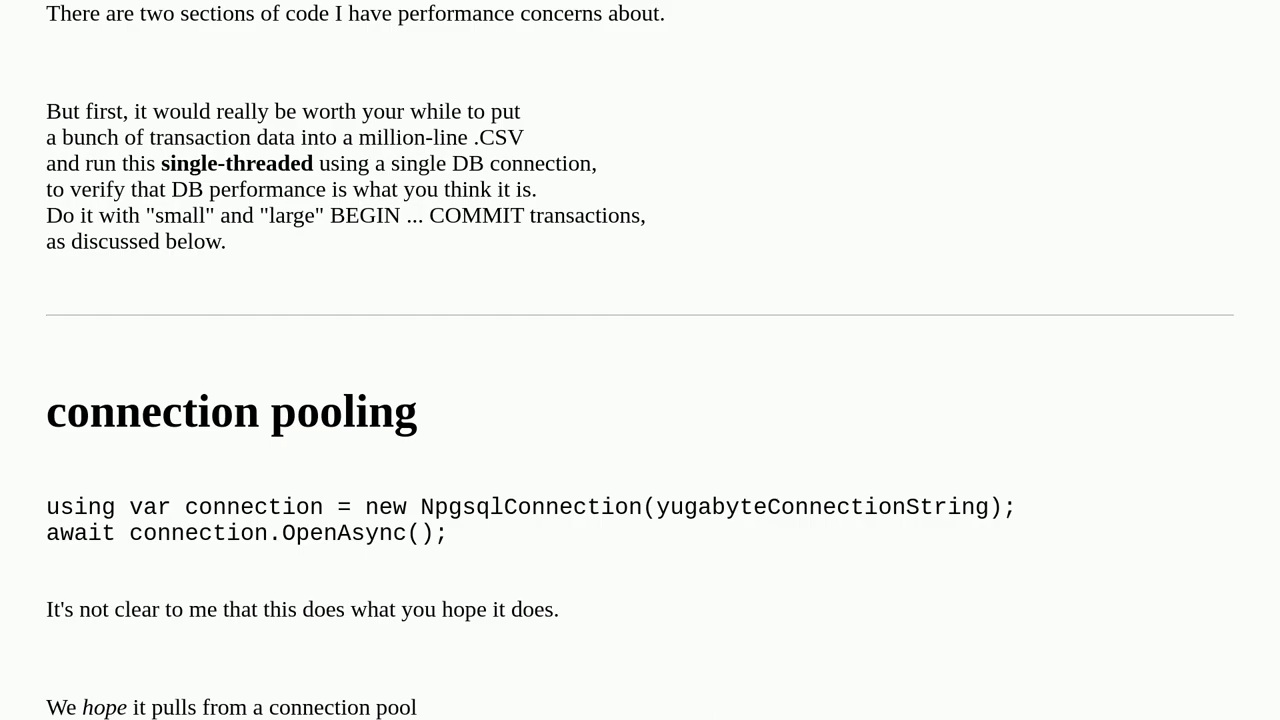 There are two sections of code I have performance concerns about.
But first, it would really be worth your while to put
a bunch of transaction data into a million-line .CSV
and run this single-threaded using a single DB connection,
to verify that DB performance is what you think it is.
Do it with "small" and "large" BEGIN ... COMMIT transactions,
as discussed below.
connection pooling
using var connection = new NpgsqlConnection(yugabyteConnectionString);
await connection.OpenAsync();
It's not clear to me that this does what you hope it does.
We hope it pulls from a connection pool